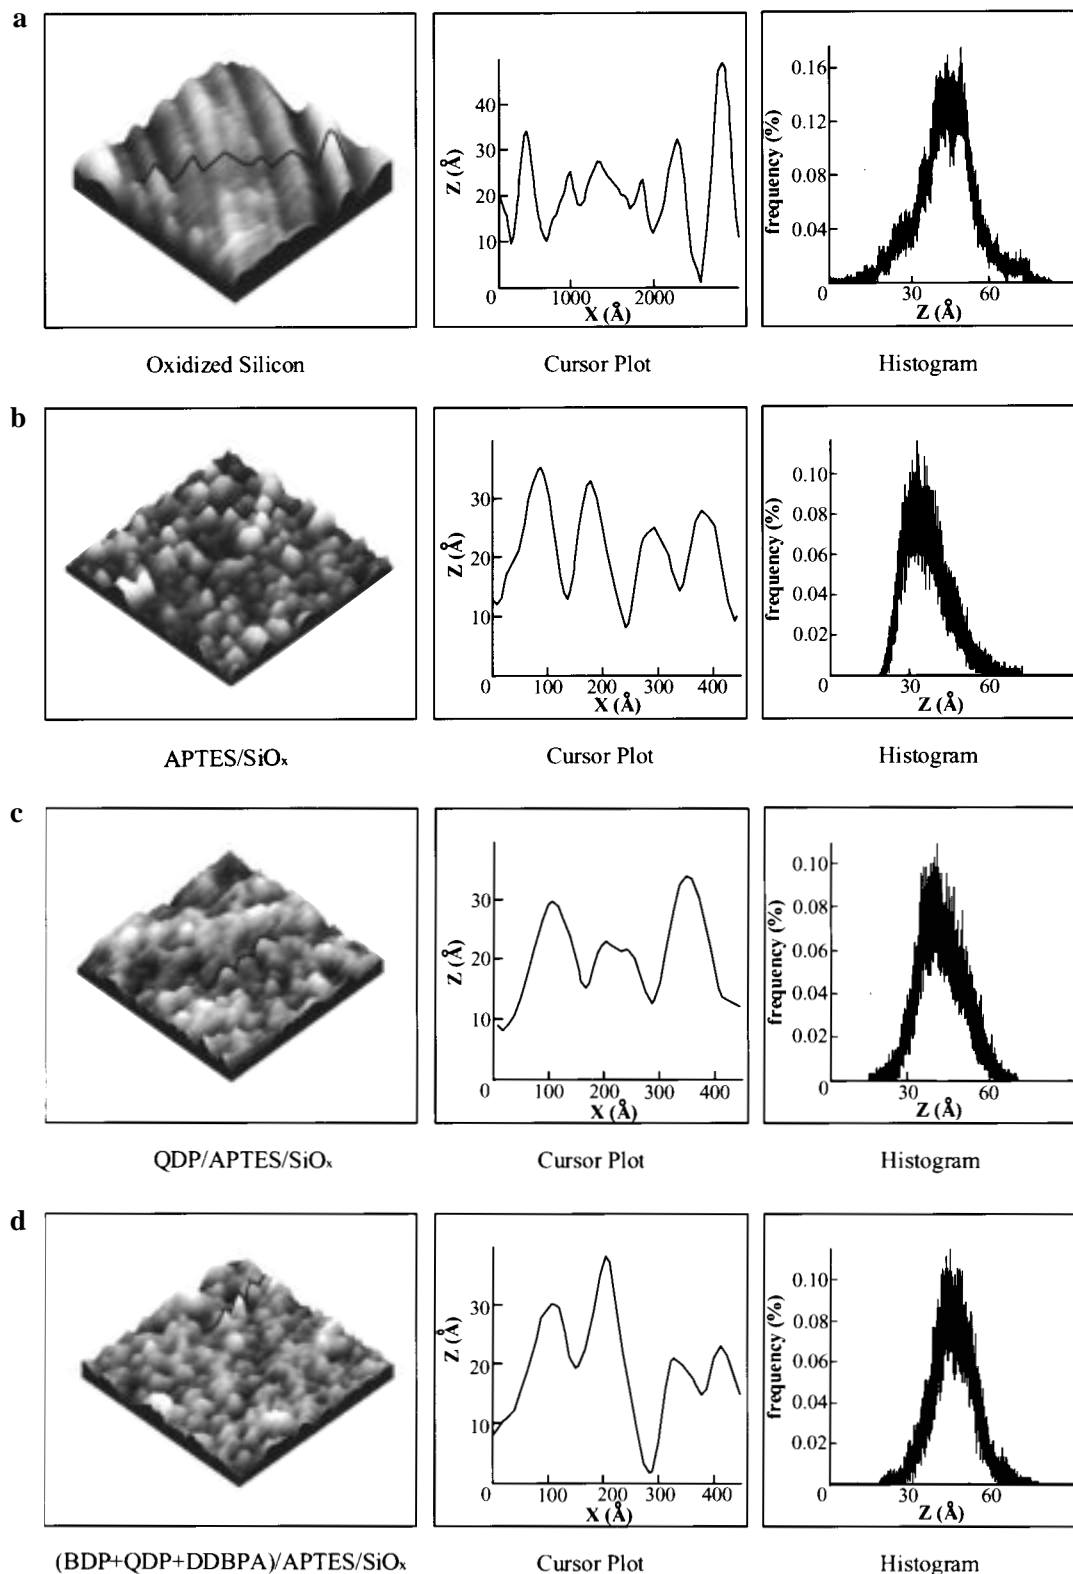 a
Z (Å)
40
30
20
10
0
1000
2000
X (Å)
frequency (%)
0.16
0.12
0.08
0.04
0
30
60
Z (Å)
Oxidized Silicon
Cursor Plot
Histogram
b
Z (Å)
30
20
10
0
100
200
300
400
X (Å)
frequency (%)
0.10
0.08
0.06
0.04
0.02
0
30
60
Z (Å)
APTES/SiOx
Cursor Plot
Histogram
c
Z (Å)
30
20
10
0
100
200
300
400
X (Å)
frequency (%)
0.10
0.08
0.06
0.04
0.02
0
30
60
Z (Å)
QDP/APTES/SiOx
Cursor Plot
Histogram
d
Z (Å)
30
20
10
0
100
200
300
400
X (Å)
frequency (%)
0.10
0.08
0.06
0.04
0.02
0
30
60
Z (Å)
(BDP+QDP+DDBPA)/APTES/SiOx
Cursor Plot
Histogram